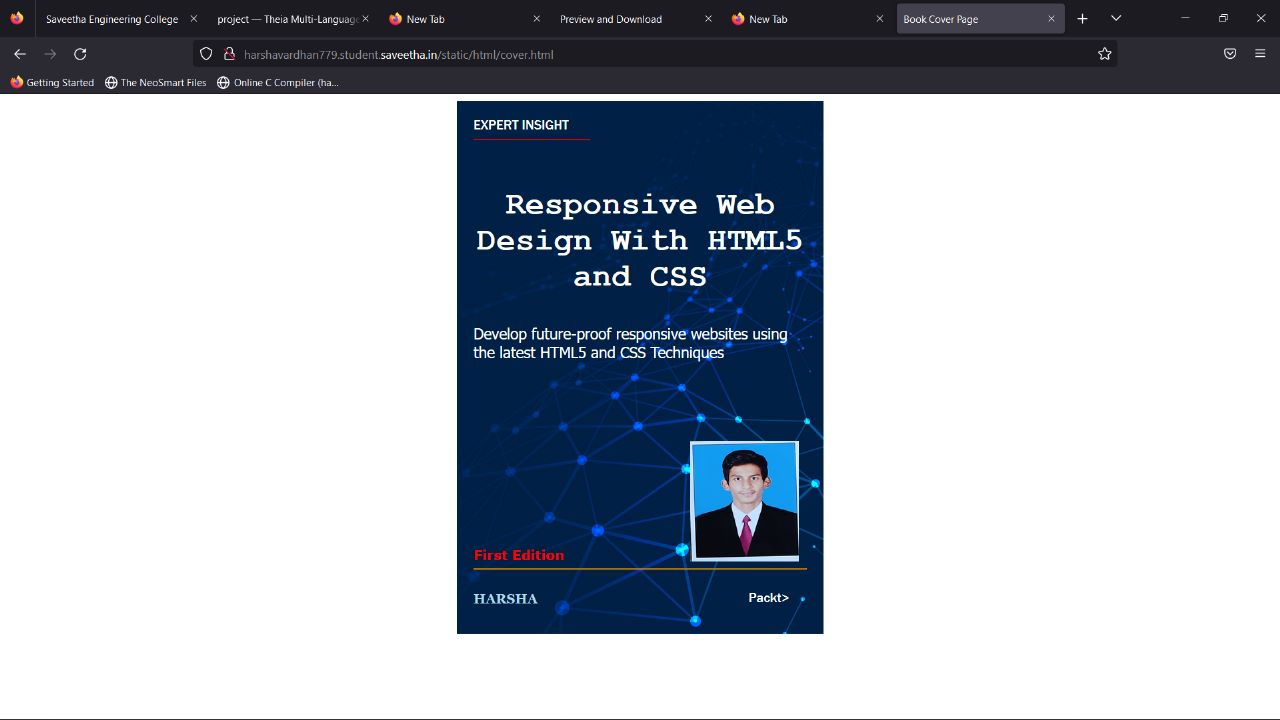 Saveetha Engineering College
project — Theia Multi-Language
New Tab
Preview and Download
New Tab
Book Cover Page
harshavardhan779.student.saveetha.in/static/html/cover.html
Getting Started
The NeoSmart Files
Online C Compiler (ha...
EXPERT INSIGHT
Responsive Web
Design With HTML5
and CSS
Develop future-proof responsive websites using
the latest HTML5 and CSS Techniques
First Edition
HARSHA
Packt>